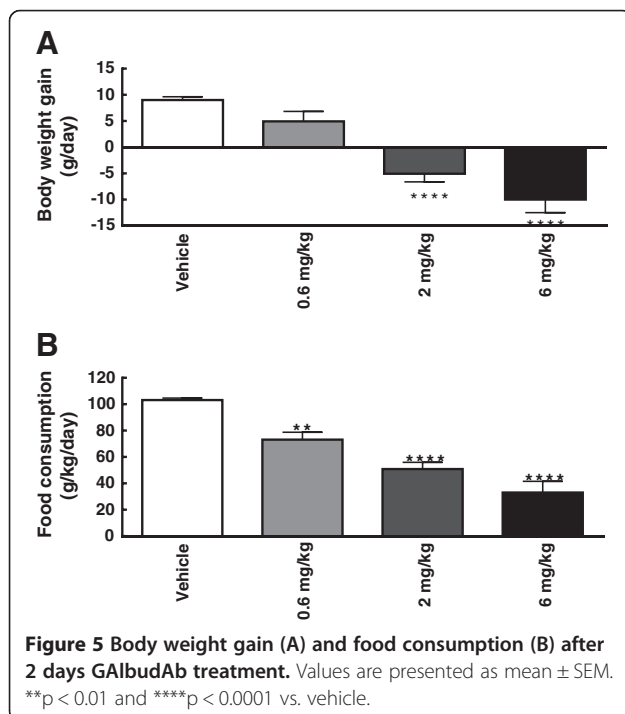 A
Body weight gain
(g/day)
15
10
5
0
-5
-10
-15
****
****
Vehicle
0.6 mg/kg
2 mg/kg
6 mg/kg
B
Food consumption
(g/kg/day)
120
100
80
60
40
20
0
**
****
****
Vehicle
0.6 mg/kg
2 mg/kg
6 mg/kg
Figure 5 Body weight gain (A) and food consumption (B) after
2 days GAlbudAb treatment. Values are presented as mean ± SEM.
**p < 0.01 and ****p < 0.0001 vs. vehicle.